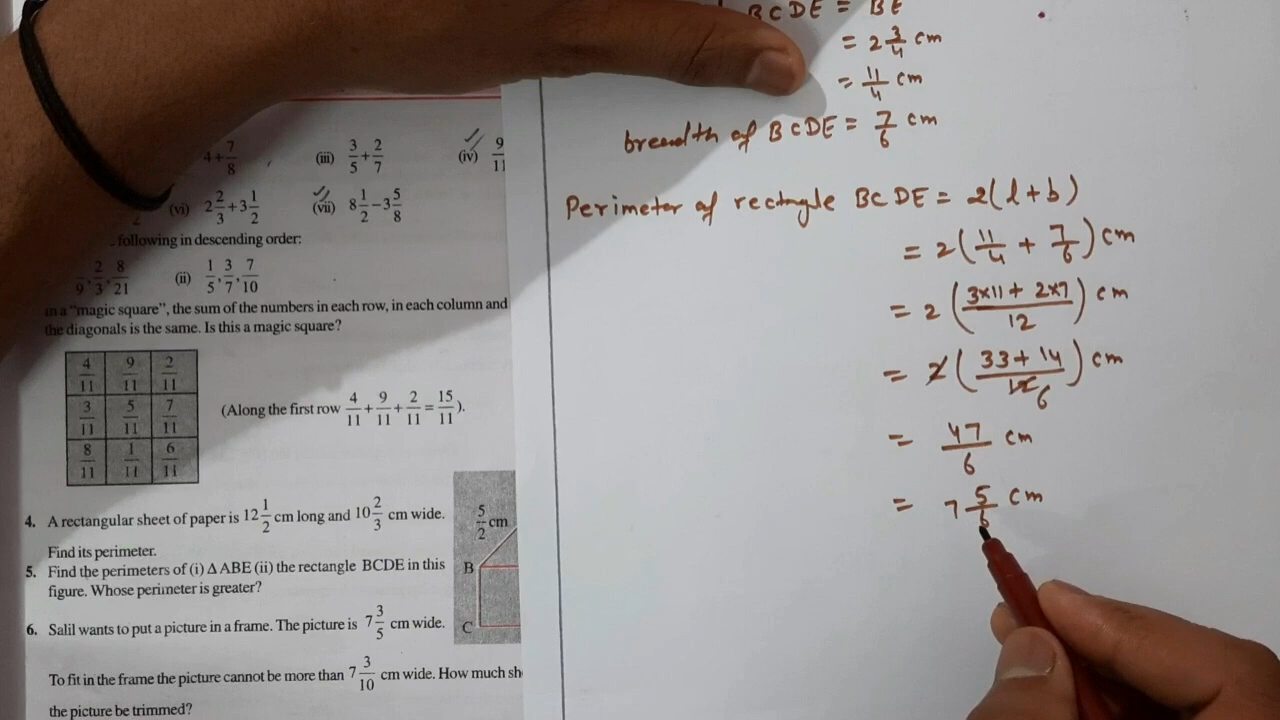 4+7/8 , (iii) 3/5+2/7 (iv) 9/11
(vi) 2 2/3+3 1/2 (vii) 8 1/2−3 5/8
following in descending order:
9, 2/3, 8/21 (ii) 1/5, 3/7, 7/10
in a "magic square", the sum of the numbers in each row, in each column and
the diagonals is the same. Is this a magic square?
4/11 9/11 2/11
3/11 5/11 7/11
8/11 1/11 6/11
(Along the first row 4/11+9/11+2/11=15/11).
4. A rectangular sheet of paper is 12 1/2 cm long and 10 2/3 cm wide.
Find its perimeter.
5. Find the perimeters of (i) Δ ABE (ii) the rectangle BCDE in this
figure. Whose perimeter is greater?
5/2 cm
B
C
6. Salil wants to put a picture in a frame. The picture is 7 3/5 cm wide.
To fit in the frame the picture cannot be more than 7 3/10 cm wide. How much sh
the picture be trimmed?
BCDE = BE
= 2 3/4 cm
= 11/4 cm
breadth of BCDE = 7/6 cm
Perimeter of rectangle BCDE = 2(l+b)
= 2(11/4 + 7/6) cm
= 2(3×11+ 2×7/12) cm
= 2(33+14/12 6) cm
= 47/6 cm
= 7 5/6 cm